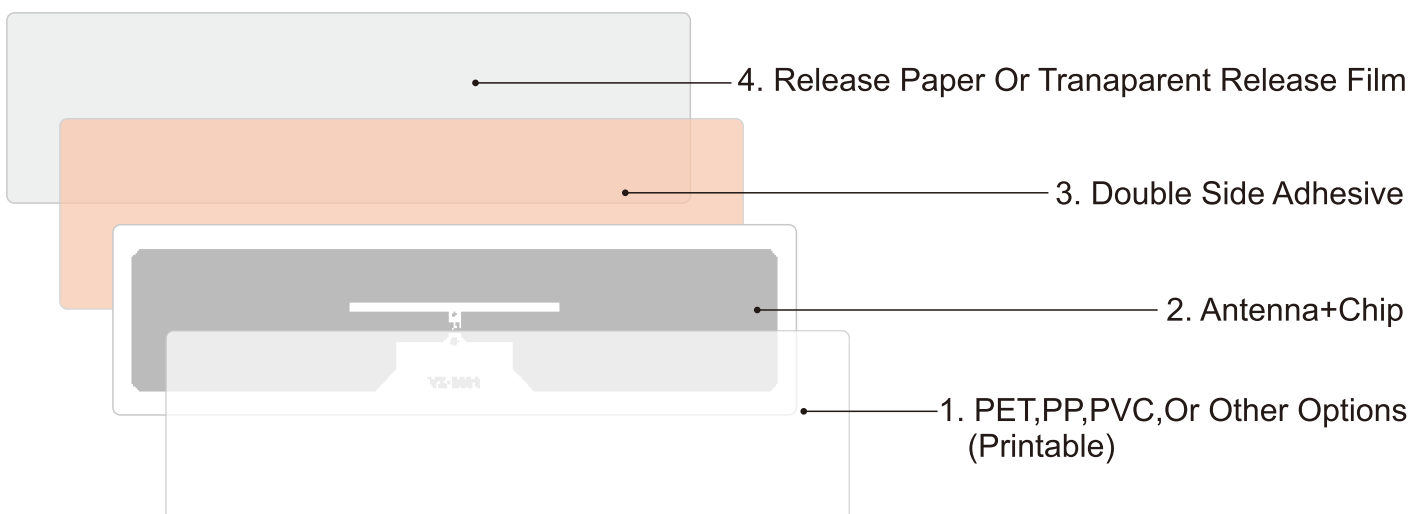 4. Release Paper Or Tranaparent Release Film
3. Double Side Adhesive
2. Antenna+Chip
1. PET,PP,PVC,Or Other Options
(Printable)